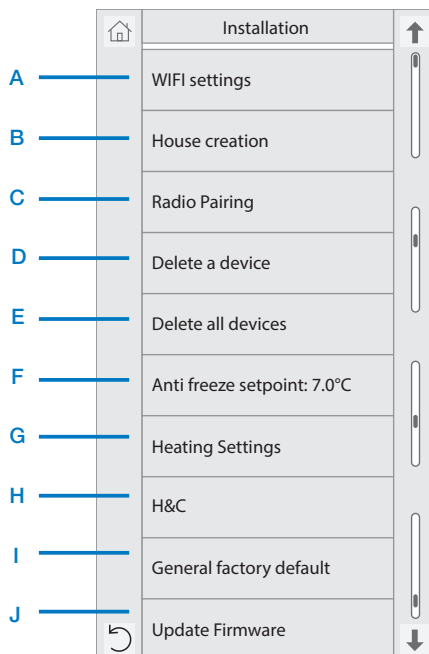 Installation
A WIFI settings
B House creation
C Radio Pairing
D Delete a device
E Delete all devices
F Anti freeze setpoint: 7.0°C
G Heating Settings
H H&C
I General factory default
J Update Firmware